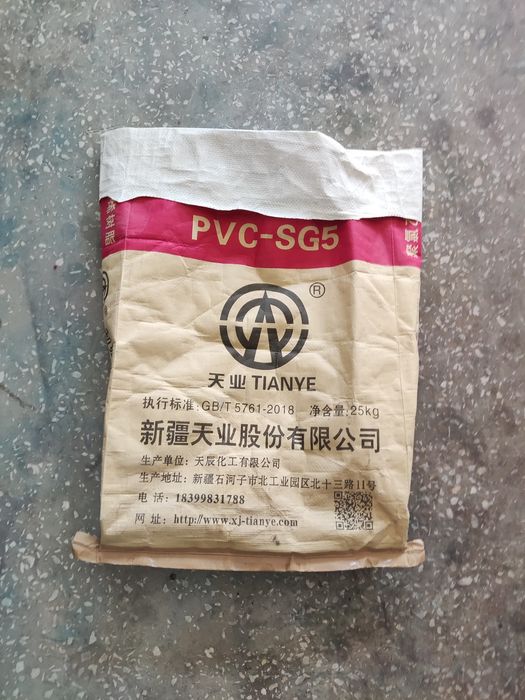 PVC-SG5
®
天业 TIANYE
执行标准:GB/T 5761-2018 净含量:25kg
新疆天业股份有限公司
生产单位:天辰化工有限公司
生产地址:新疆石河子市北工业园区北十三路11号
电话:18399831788
网址:http://www.xj-tianye.com